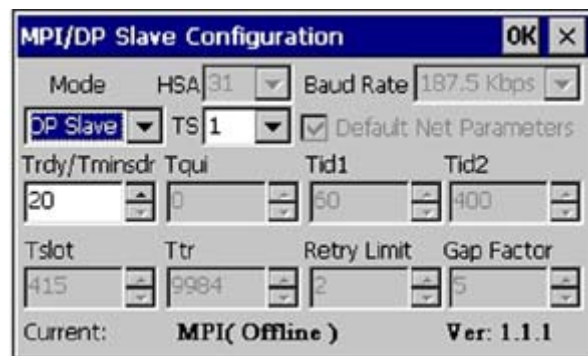 MPI/DP Slave Configuration OK ×
Mode HSA 31 Baud Rate 187.5 Kbps
DP Slave TS 1 Default Net Parameters
Trdy/Tminsdr Tqui Tid1 Tid2
20 0 60 400
Tslot Ttr Retry Limit Gap Factor
415 9984 2 5
Current: MPI( Offline ) Ver: 1.1.1